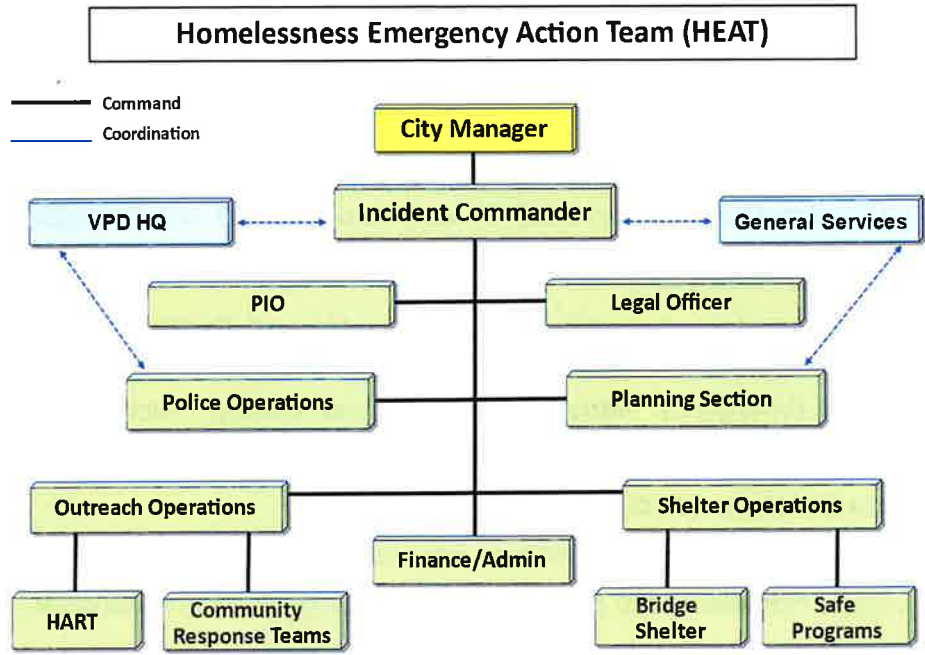 Homelessness Emergency Action Team (HEAT)
Command
Coordination
City Manager
VPD HQ
Incident Commander
General Services
PIO
Legal Officer
Police Operations
Planning Section
Outreach Operations
Shelter Operations
Finance/Admin
HART
Community
Response Teams
Bridge
Shelter
Safe
Programs